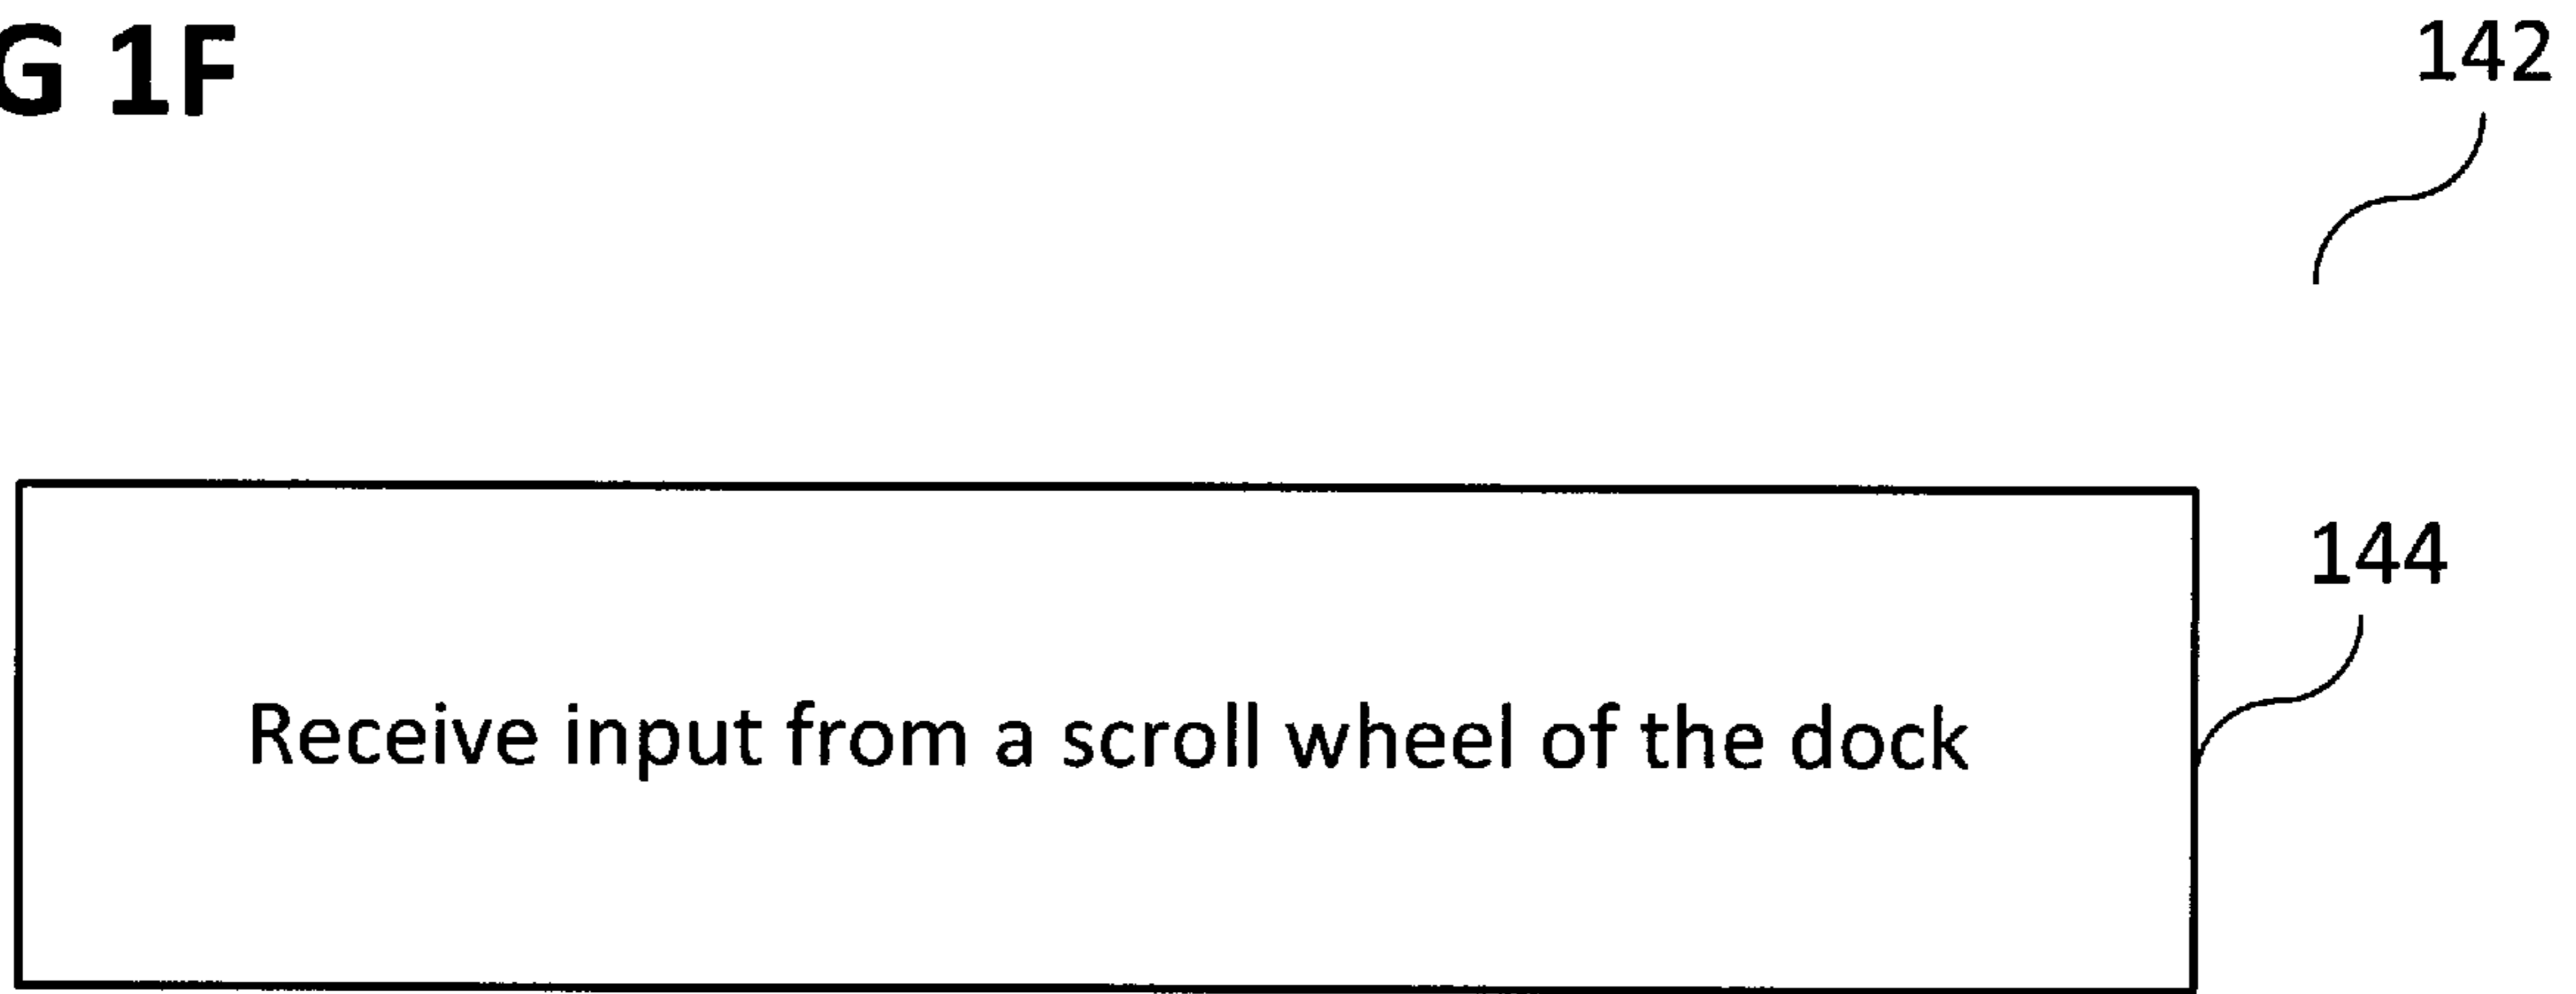 G 1F
142
144
Receive input from a scroll wheel of the dock